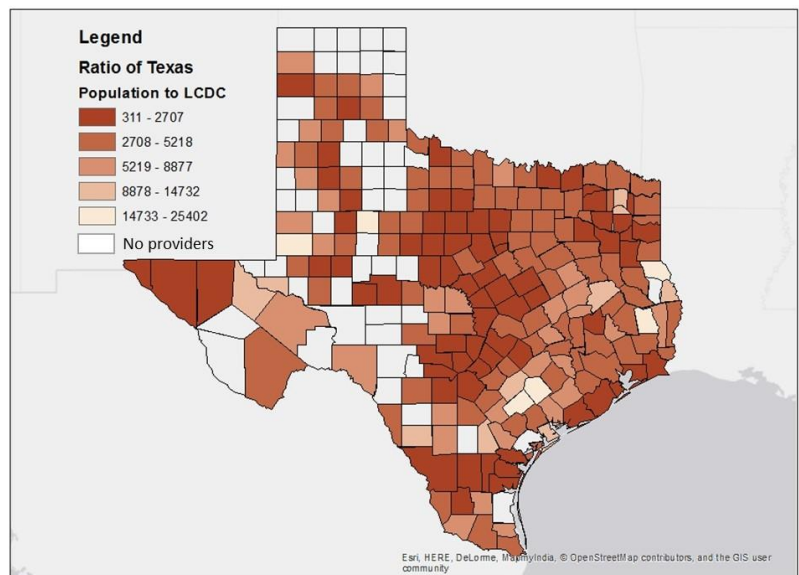 Legend
Ratio of Texas
Population to LCDC
311 - 2707
2708 - 5218
5219 - 8877
8878 - 14732
14733 - 25402
No providers
Esri, HERE, DeLorme, MapmyIndia, © OpenStreetMap contributors, and the GIS user
community